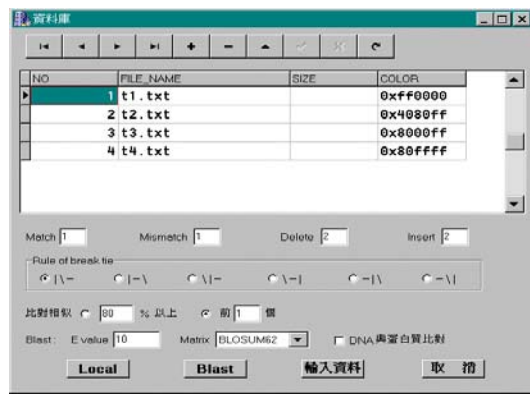 資料庫
NO FILE_NAME SIZE COLOR
1 t1.txt 0xff0000
2 t2.txt 0x4080ff
3 t3.txt 0x8000ff
4 t4.txt 0x80ffff
Match 1 Mismatch 1 Delete 2 Insert 2
Rule of break tie
|\- |-\ \|- \-| -|\ -\|
比對相似 80 % 以上 前 1 個
Blast: E value 10 Matrix BLOSUM62 DNA與蛋白質比對
Local Blast 輸入資料 取 消